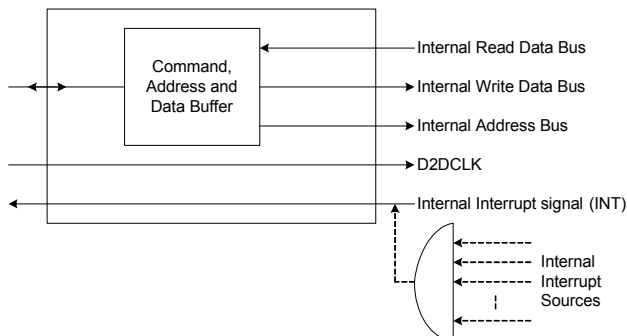 Command,
Address and
Data Buffer
Internal Read Data Bus
Internal Write Data Bus
Internal Address Bus
D2DCLK
Internal Interrupt signal (INT)
Internal
Interrupt
Sources